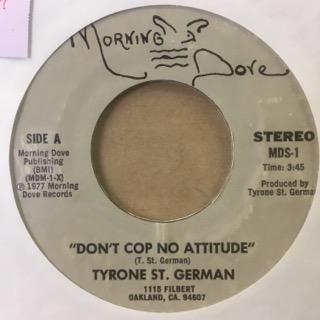 MORNING
DOVE
SIDE A
Morning Dove
Publishing
(BMI)
(MDM-1-X)
℗ 1977 Morning
Dove Records
STEREO
MDS-1
Time: 3:45
Produced by
Tyrone St. German
"DON'T COP NO ATTITUDE"
(T. St. German)
TYRONE ST. GERMAN
1115 FILBERT
OAKLAND, CA. 94607